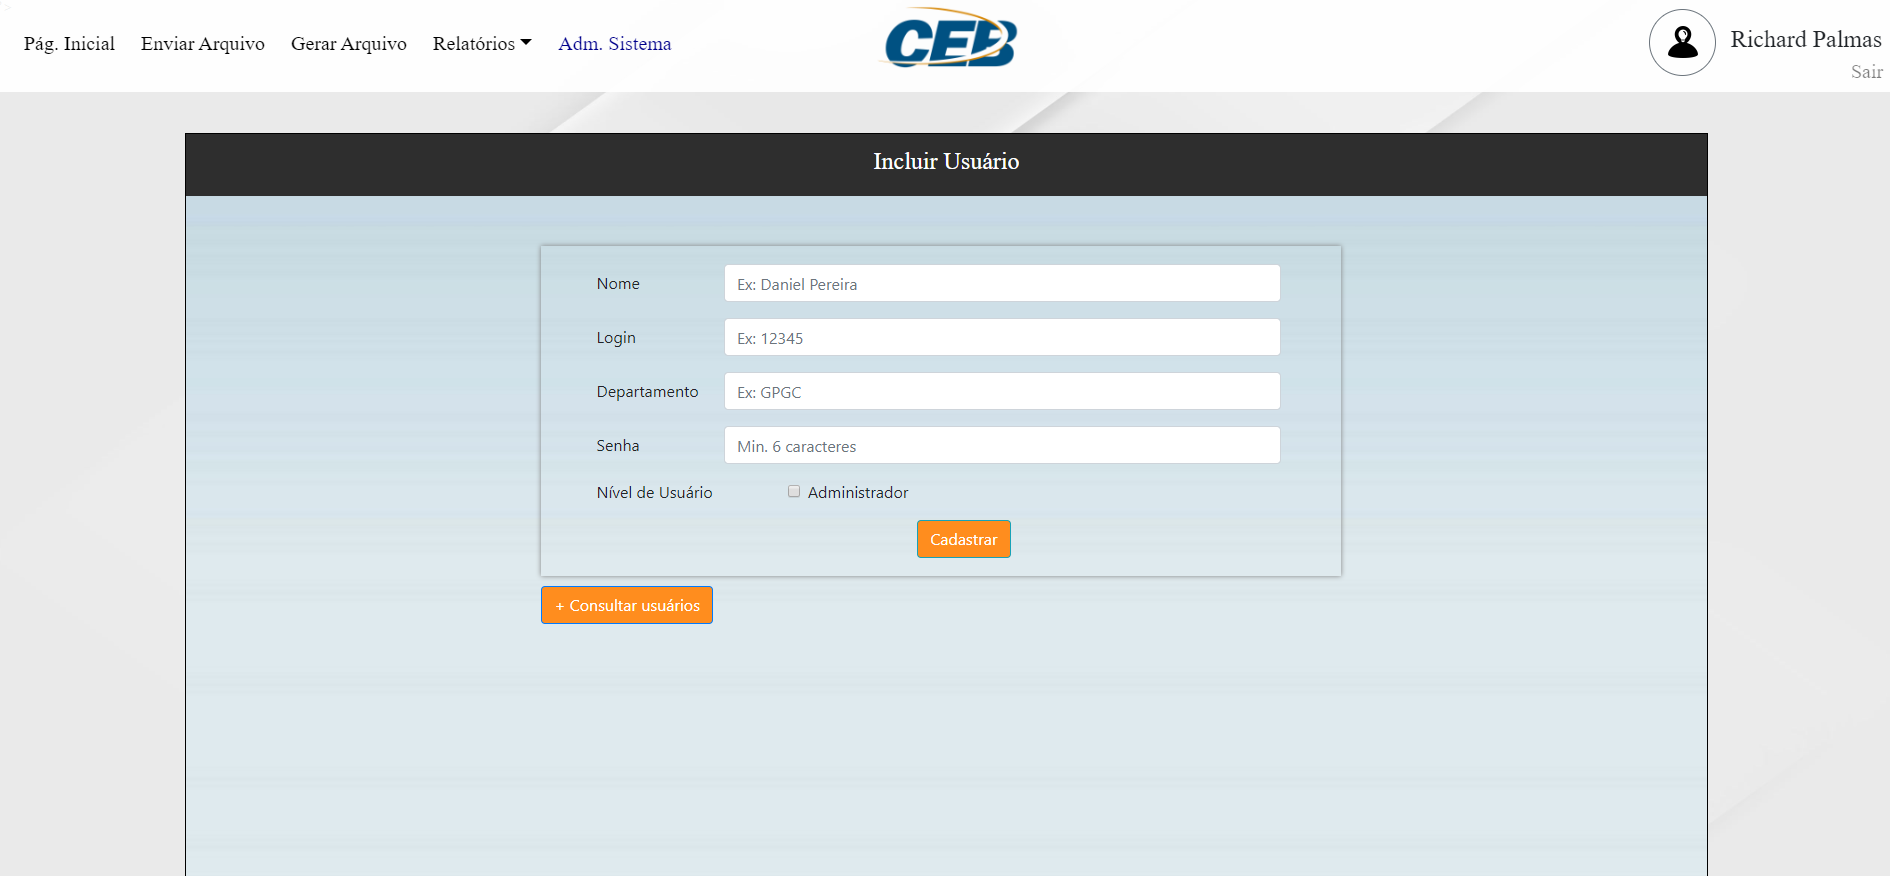 Pág. Inicial Enviar Arquivo Gerar Arquivo Relatórios Adm. Sistema
CEB
Richard Palmas
Sair
Incluir Usuário
Nome Ex: Daniel Pereira
Login Ex: 12345
Departamento Ex: GPGC
Senha Min. 6 caracteres
Nível de Usuário Administrador
Cadastrar
+ Consultar usuários